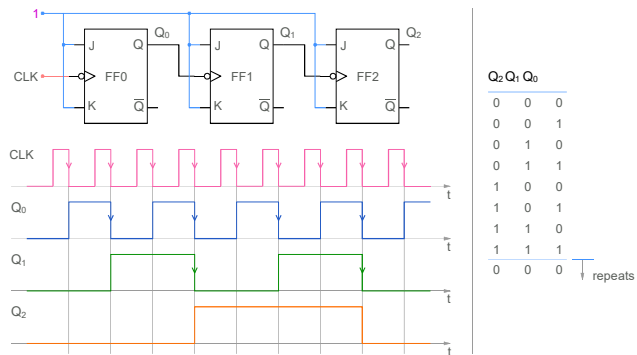 1
Q0 Q1 Q2
J Q J Q J Q
CLK FF0 FF1 FF2
K Q K Q K Q
CLK
t
Q0
t
Q1
t
Q2
t
Q2 Q1 Q0
0 0 0
0 0 1
0 1 0
0 1 1
1 0 0
1 0 1
1 1 0
1 1 1
0 0 0
repeats